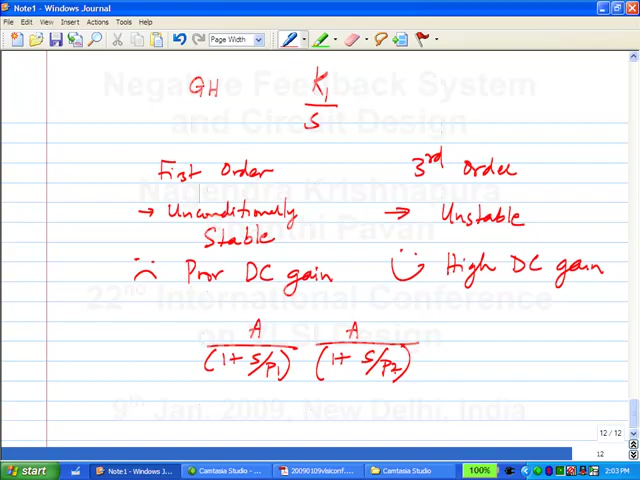 Note1 - Windows Journal
File Edit View Insert Actions Tools Help
Page Width
Negative Feedback System
and Circuit Design
GH K₁/S
First Order 3rd Order
→ Unconditionally Stable → Unstable
Nagendra Krishnapura
Shanthi Pavan
Poor DC gain High DC gain
22nd International Conference
on VLSI Design
A/(1+ S/P₁) A/(1+ S/P₂)
9th Jan, 2009, New Delhi, India
12 / 12
12
start Note1 - Windows J... Camtasia Studio - ... 20090109vlsiconf.... Camtasia Studio 100% 2:03 PM